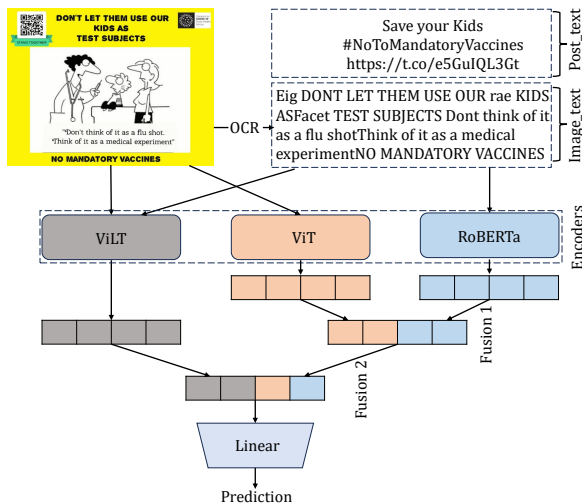 DON'T LET THEM USE OUR
KIDS AS
TEST SUBJECTS
"Don't think of it as a flu shot.
Think of it as a medical experiment"
NO MANDATORY VACCINES
OCR
Save your Kids
#NoToMandatoryVaccines
https://t.co/e5GuIQL3Gt
Post_text
Eig DONT LET THEM USE OUR rae KIDS
ASFacet TEST SUBJECTS Dont think of it
as a flu shotThink of it as a medical
experimentNO MANDATORY VACCINES
Image_text
ViLT
ViT
RoBERTa
Encoders
Fusion 1
Fusion 2
Linear
Prediction